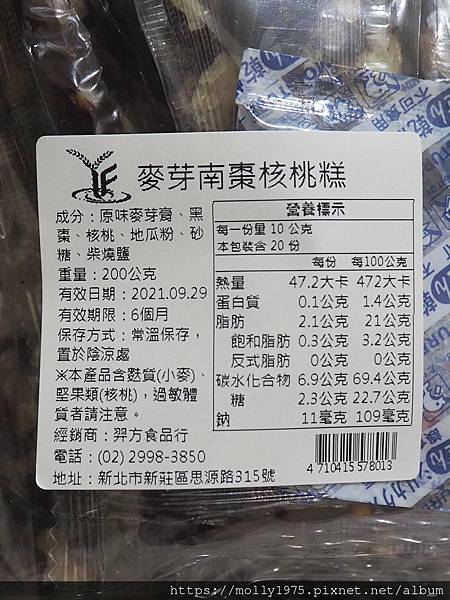 麥芽南棗核桃糕
成分：原味麥芽膏、黑
棗、核桃、地瓜粉、砂
糖、柴燒鹽
重量：200公克
有效日期：2021.09.29
有效期限：6個月
保存方式：常溫保存，
置於陰涼處
※本產品含麩質(小麥)、
堅果類(核桃)，過敏體
質者請注意。
經銷商：羿方食品行
電話：(02) 2998-3850
地址：新北市新莊區思源路315號
營養標示
每一份量 10 公克
本包裝含 20 份
每份 每100公克
熱量 47.2大卡 472大卡
蛋白質 0.1公克 1.4公克
脂肪 2.1公克 21公克
飽和脂肪 0.3公克 3.2公克
反式脂肪 0公克 0公克
碳水化合物 6.9公克 69.4公克
糖 2.3公克 22.7公克
鈉 11毫克 109毫克
4 710415 578013
不可食用
https://molly1975.pixnet.net/album